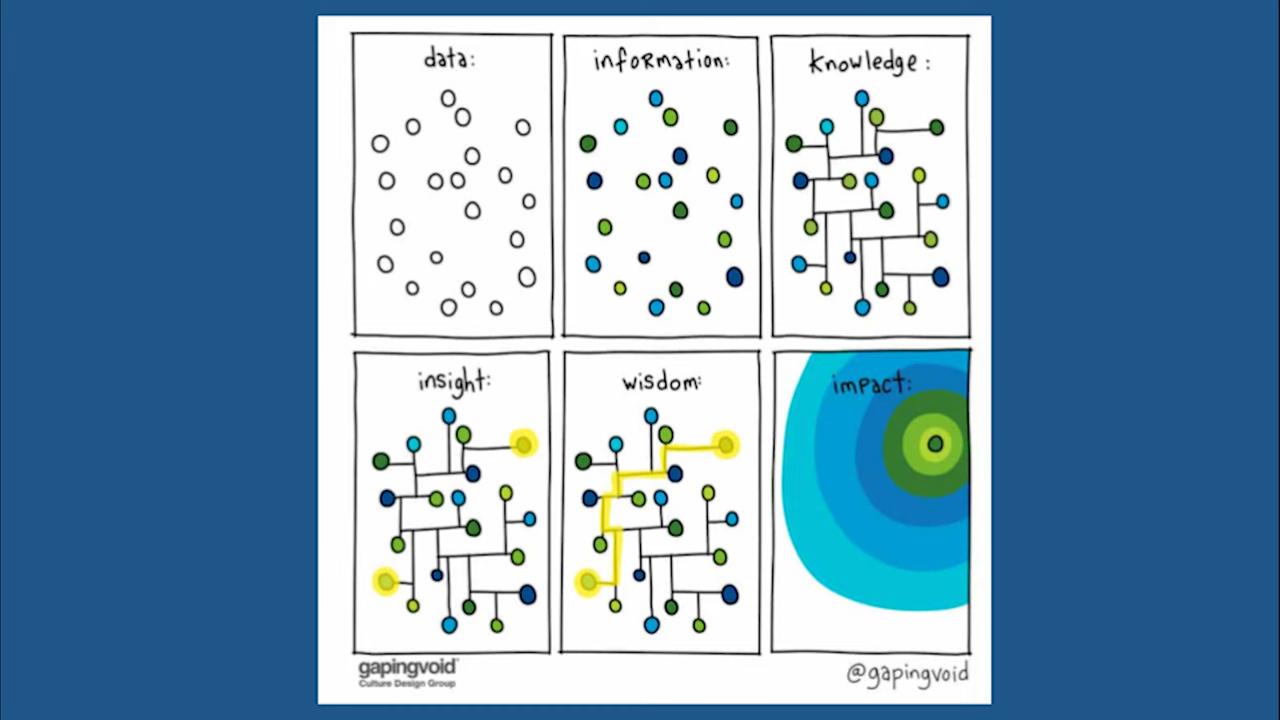 data:
information:
knowledge:
insight:
wisdom:
impact:
gapingvoid
Culture Design Group
@gapingvoid